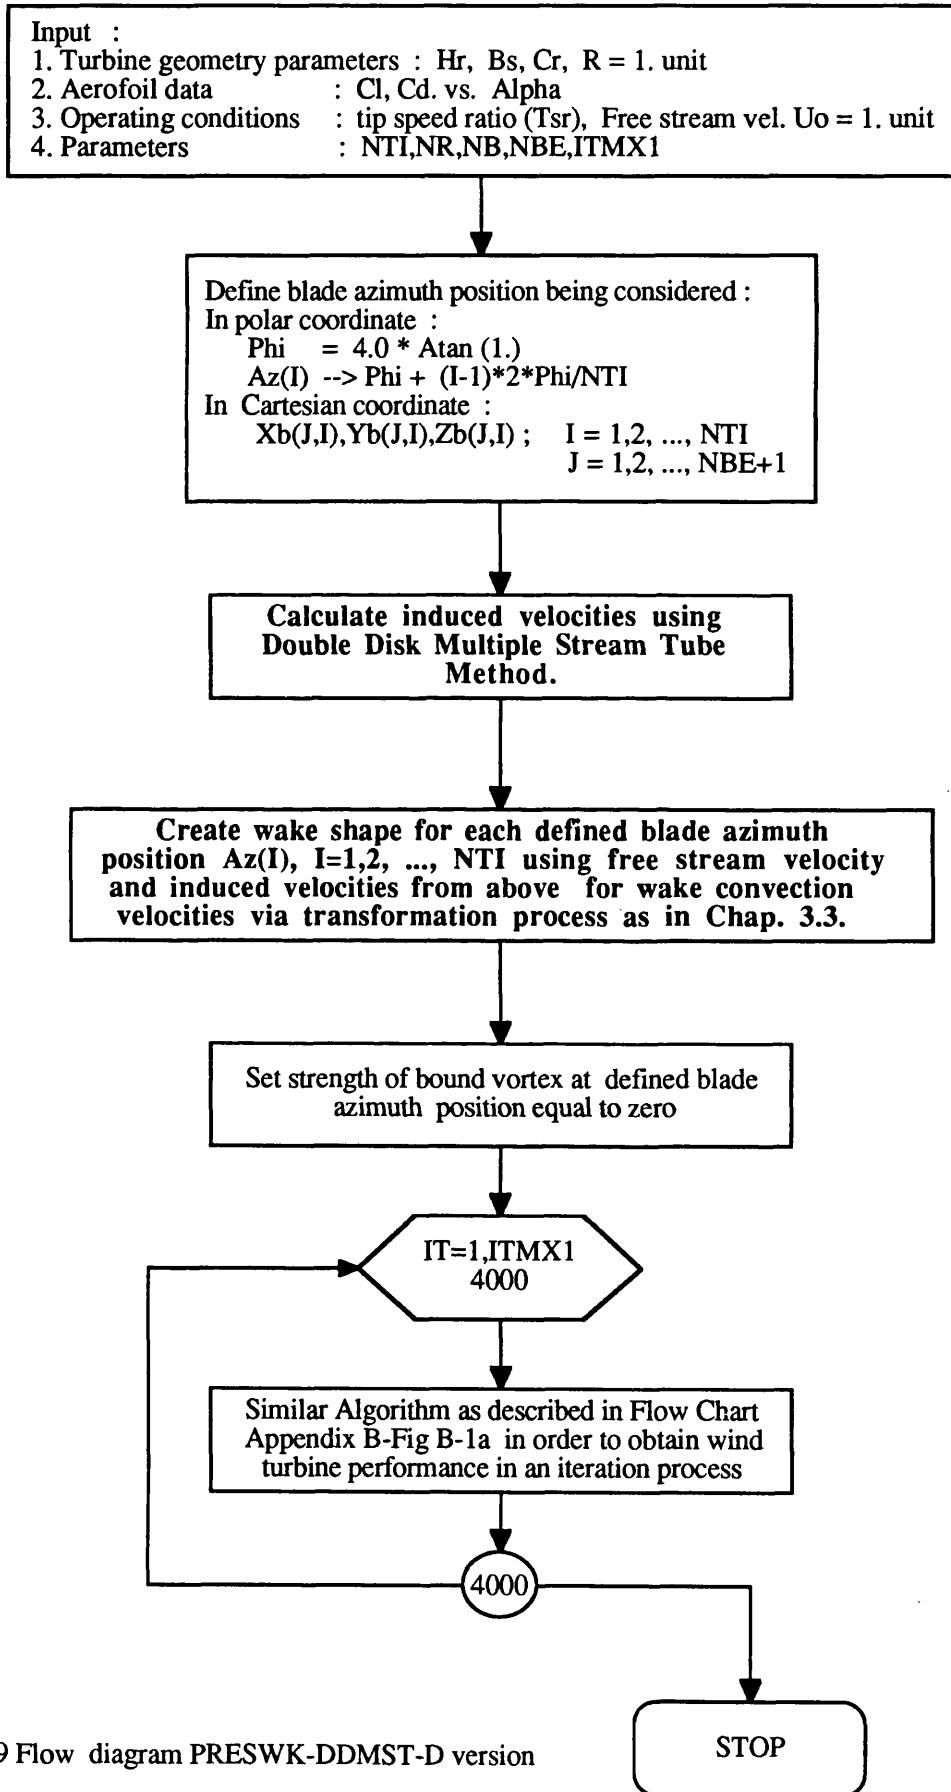 Input :
1. Turbine geometry parameters : Hr, Bs, Cr, R = 1. unit
2. Aerofoil data : Cl, Cd. vs. Alpha
3. Operating conditions : tip speed ratio (Tsr), Free stream vel. Uo = 1. unit
4. Parameters : NTI,NR,NB,NBE,ITMX1
Define blade azimuth position being considered :
In polar coordinate :
Phi = 4.0 * Atan (1.)
Az(I) --> Phi + (I-1)*2*Phi/NTI
In Cartesian coordinate :
Xb(J,I),Yb(J,I),Zb(J,I) ; I = 1,2, ..., NTI
J = 1,2, ..., NBE+1
Calculate induced velocities using
Double Disk Multiple Stream Tube
Method.
Create wake shape for each defined blade azimuth
position Az(I), I=1,2, ..., NTI using free stream velocity
and induced velocities from above for wake convection
velocities via transformation process as in Chap. 3.3.
Set strength of bound vortex at defined blade
azimuth position equal to zero
IT=1,ITMX1
4000
Similar Algorithm as described in Flow Chart
Appendix B-Fig B-1a in order to obtain wind
turbine performance in an iteration process
4000
STOP
9 Flow diagram PRESWK-DDMST-D version